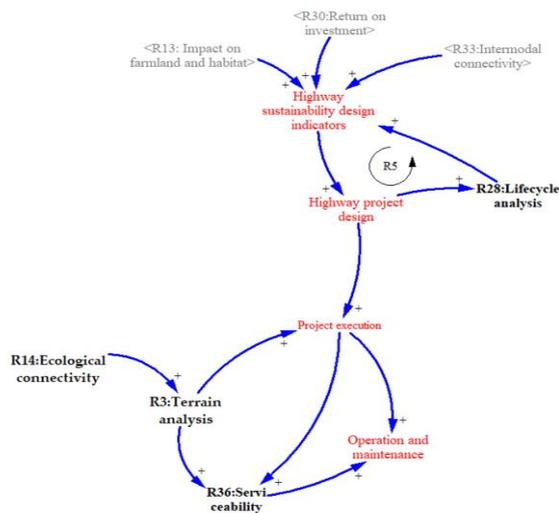 <R30:Return on
investment>
<R13: Impact on
farmland and habitat>
<R33:Intermodal
connectivity>
+
+
+
Highway
sustainability design
indicators
+
R5
+
Highway project
design
+
R28:Lifecycle
analysis
+
Project execution
+
R14:Ecological
connectivity
+
R3:Terrain
analysis
+
Operation and
maintenance
+
+
+
R36:Servi
ceability